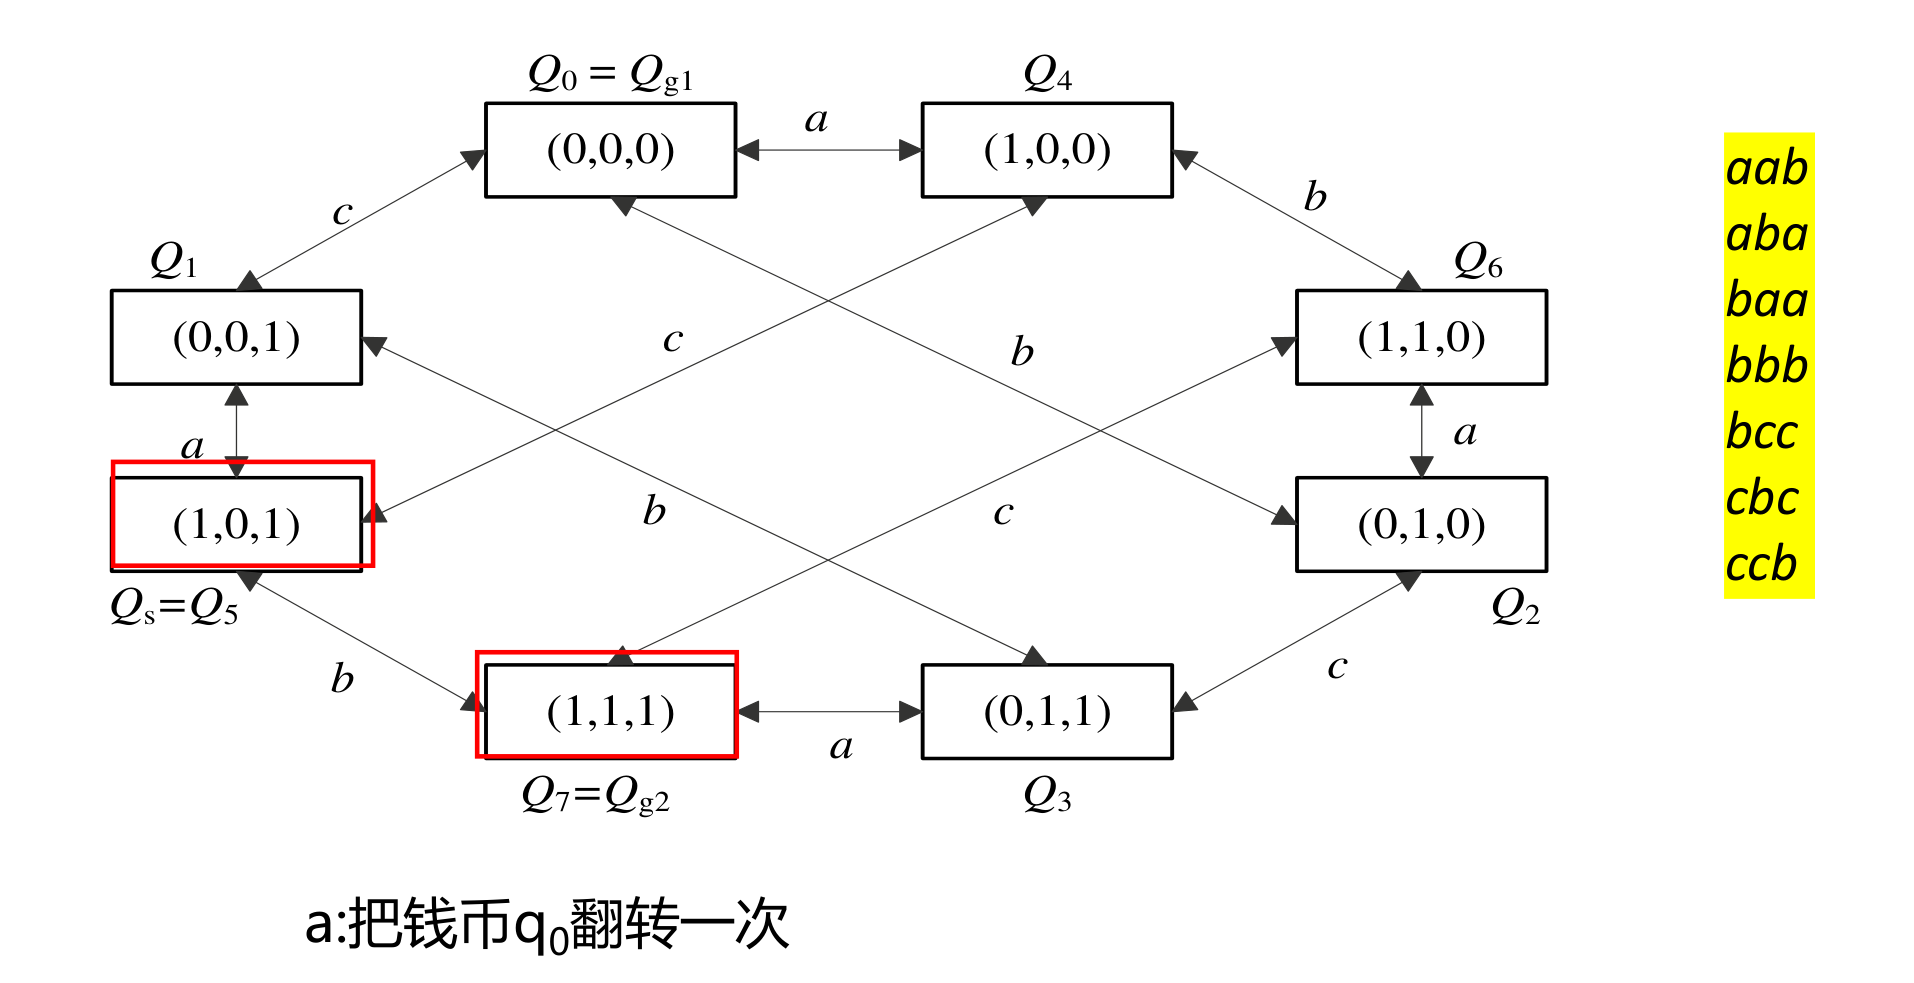 Q0 = Qg1
Q4
(0,0,0)
a
(1,0,0)
c
b
Q1
Q6
(0,0,1)
c
b
(1,1,0)
a
a
(1,0,1)
b
c
(0,1,0)
Qs=Q5
Q2
b
c
(1,1,1)
a
(0,1,1)
Q7=Qg2
Q3
aab
aba
baa
bbb
bcc
cbc
ccb
a:把钱币q0翻转一次